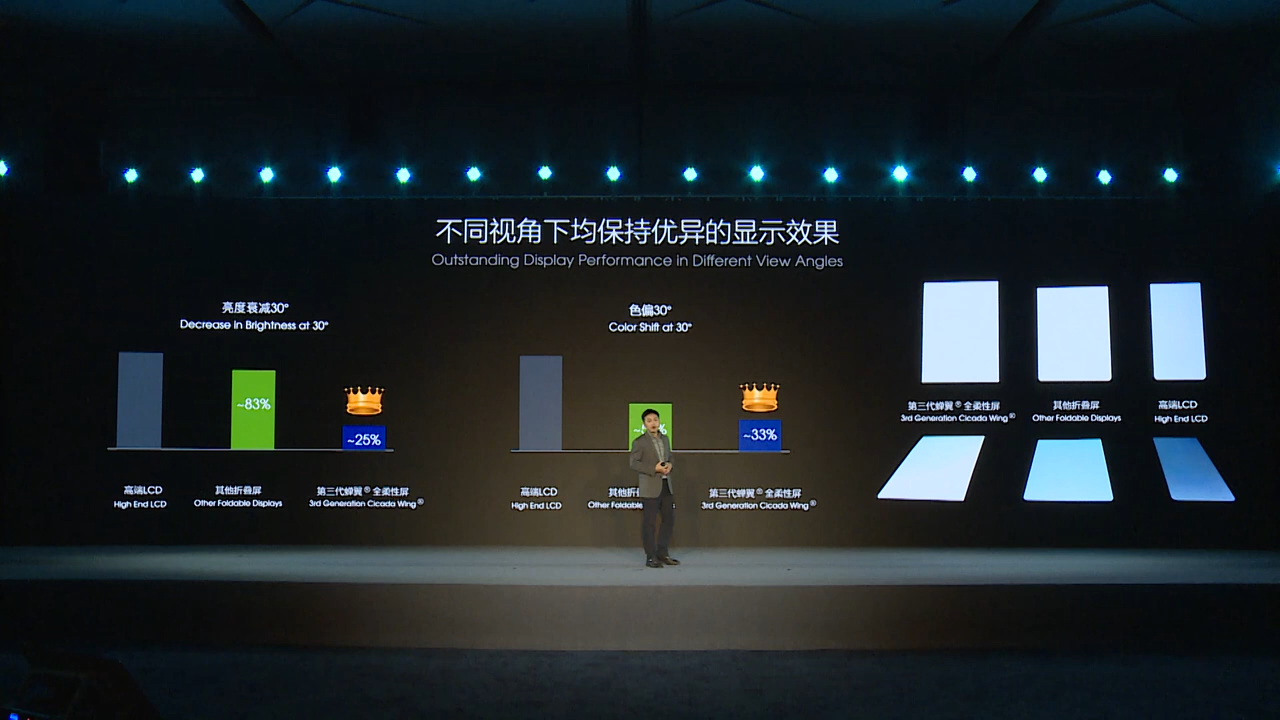 不同视角下均保持优异的显示效果
Outstanding Display Performance in Different View Angles
亮度衰减30°
Decrease in Brightness at 30°
~83%
~25%
高端LCD
High End LCD
其他折叠屏
Other Foldable Displays
第三代蝉翼® 全柔性屏
3rd Generation Cicada Wing®
色偏30°
Color Shift at 30°
~33%
高端LCD
High End LCD
其他
Other Foldable
第三代蝉翼® 全柔性屏
3rd Generation Cicada Wing®
第三代蝉翼® 全柔性屏
3rd Generation Cicada Wing®
其他折叠屏
Other Foldable Displays
高端LCD
High End LCD